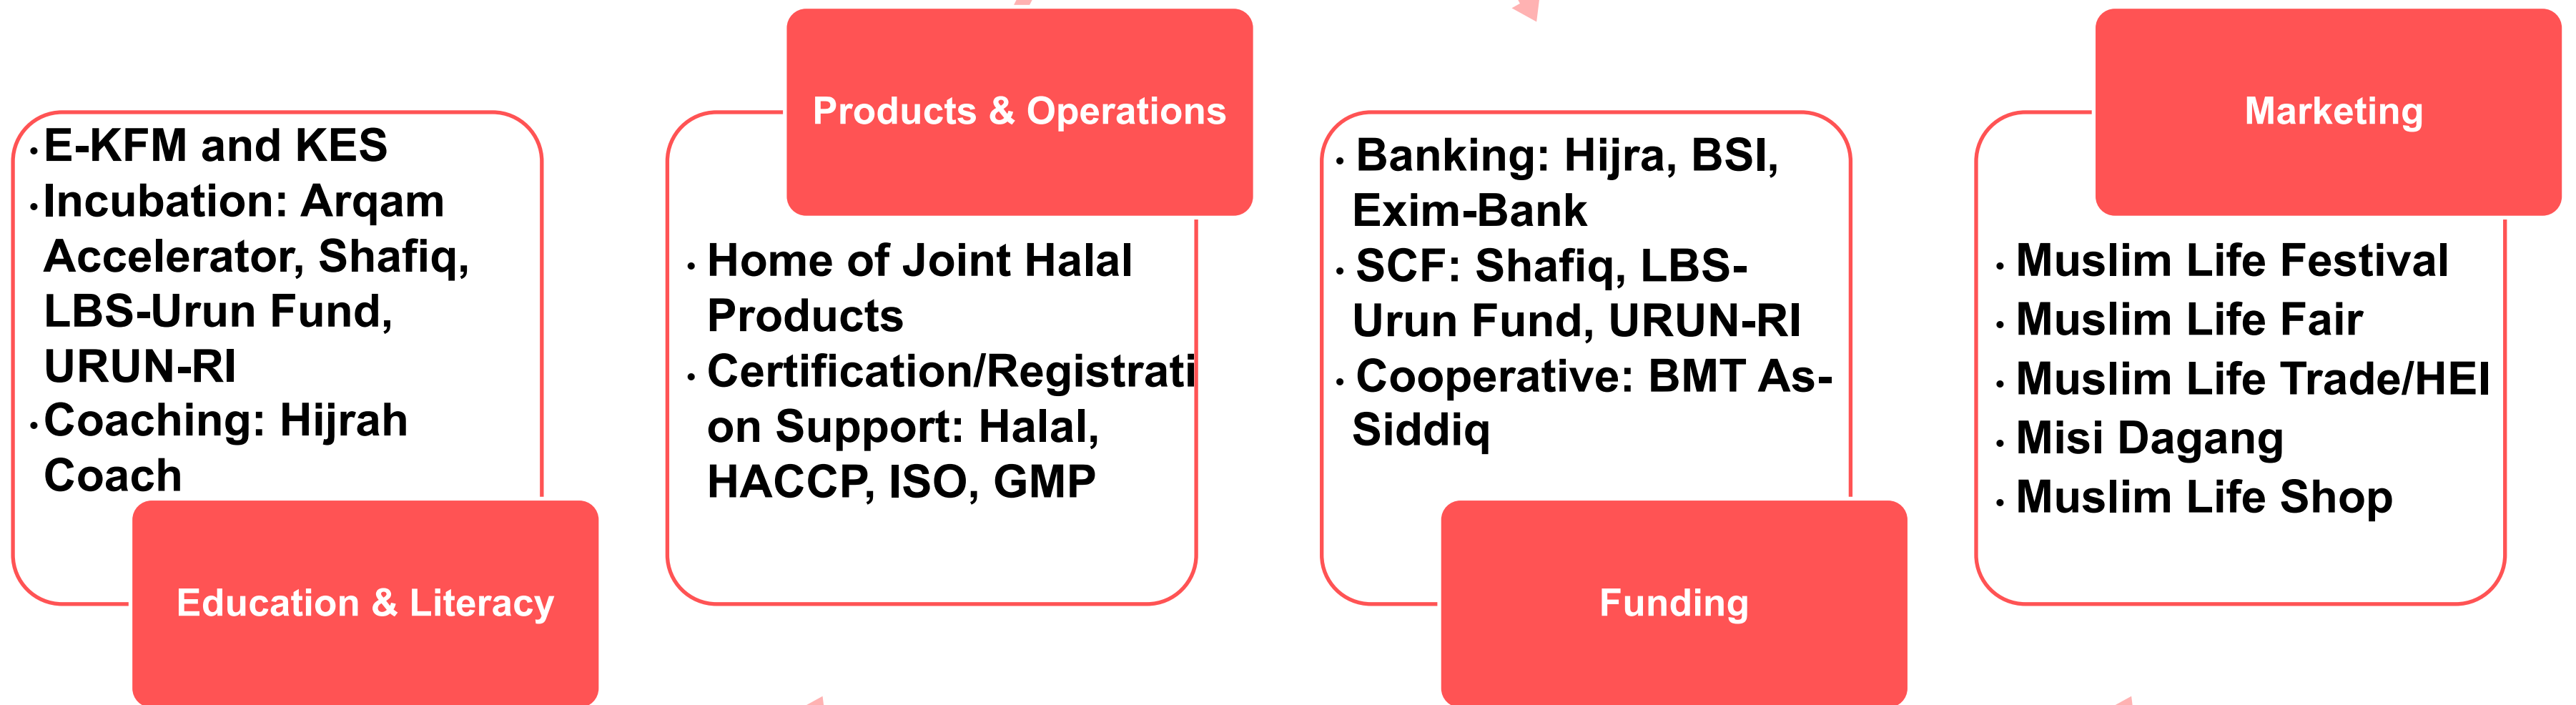 • E-KFM and KES
• Incubation: Arqam
Accelerator, Shafiq,
LBS-Urun Fund,
URUN-RI
• Coaching: Hijrah
Coach
Education & Literacy
Products & Operations
• Home of Joint Halal
Products
• Certification/Registrati
on Support: Halal,
HACCP, ISO, GMP
• Banking: Hijra, BSI,
Exim-Bank
• SCF: Shafiq, LBS-
Urun Fund, URUN-RI
• Cooperative: BMT As-
Siddiq
Funding
Marketing
• Muslim Life Festival
• Muslim Life Fair
• Muslim Life Trade/HEI
• Misi Dagang
• Muslim Life Shop